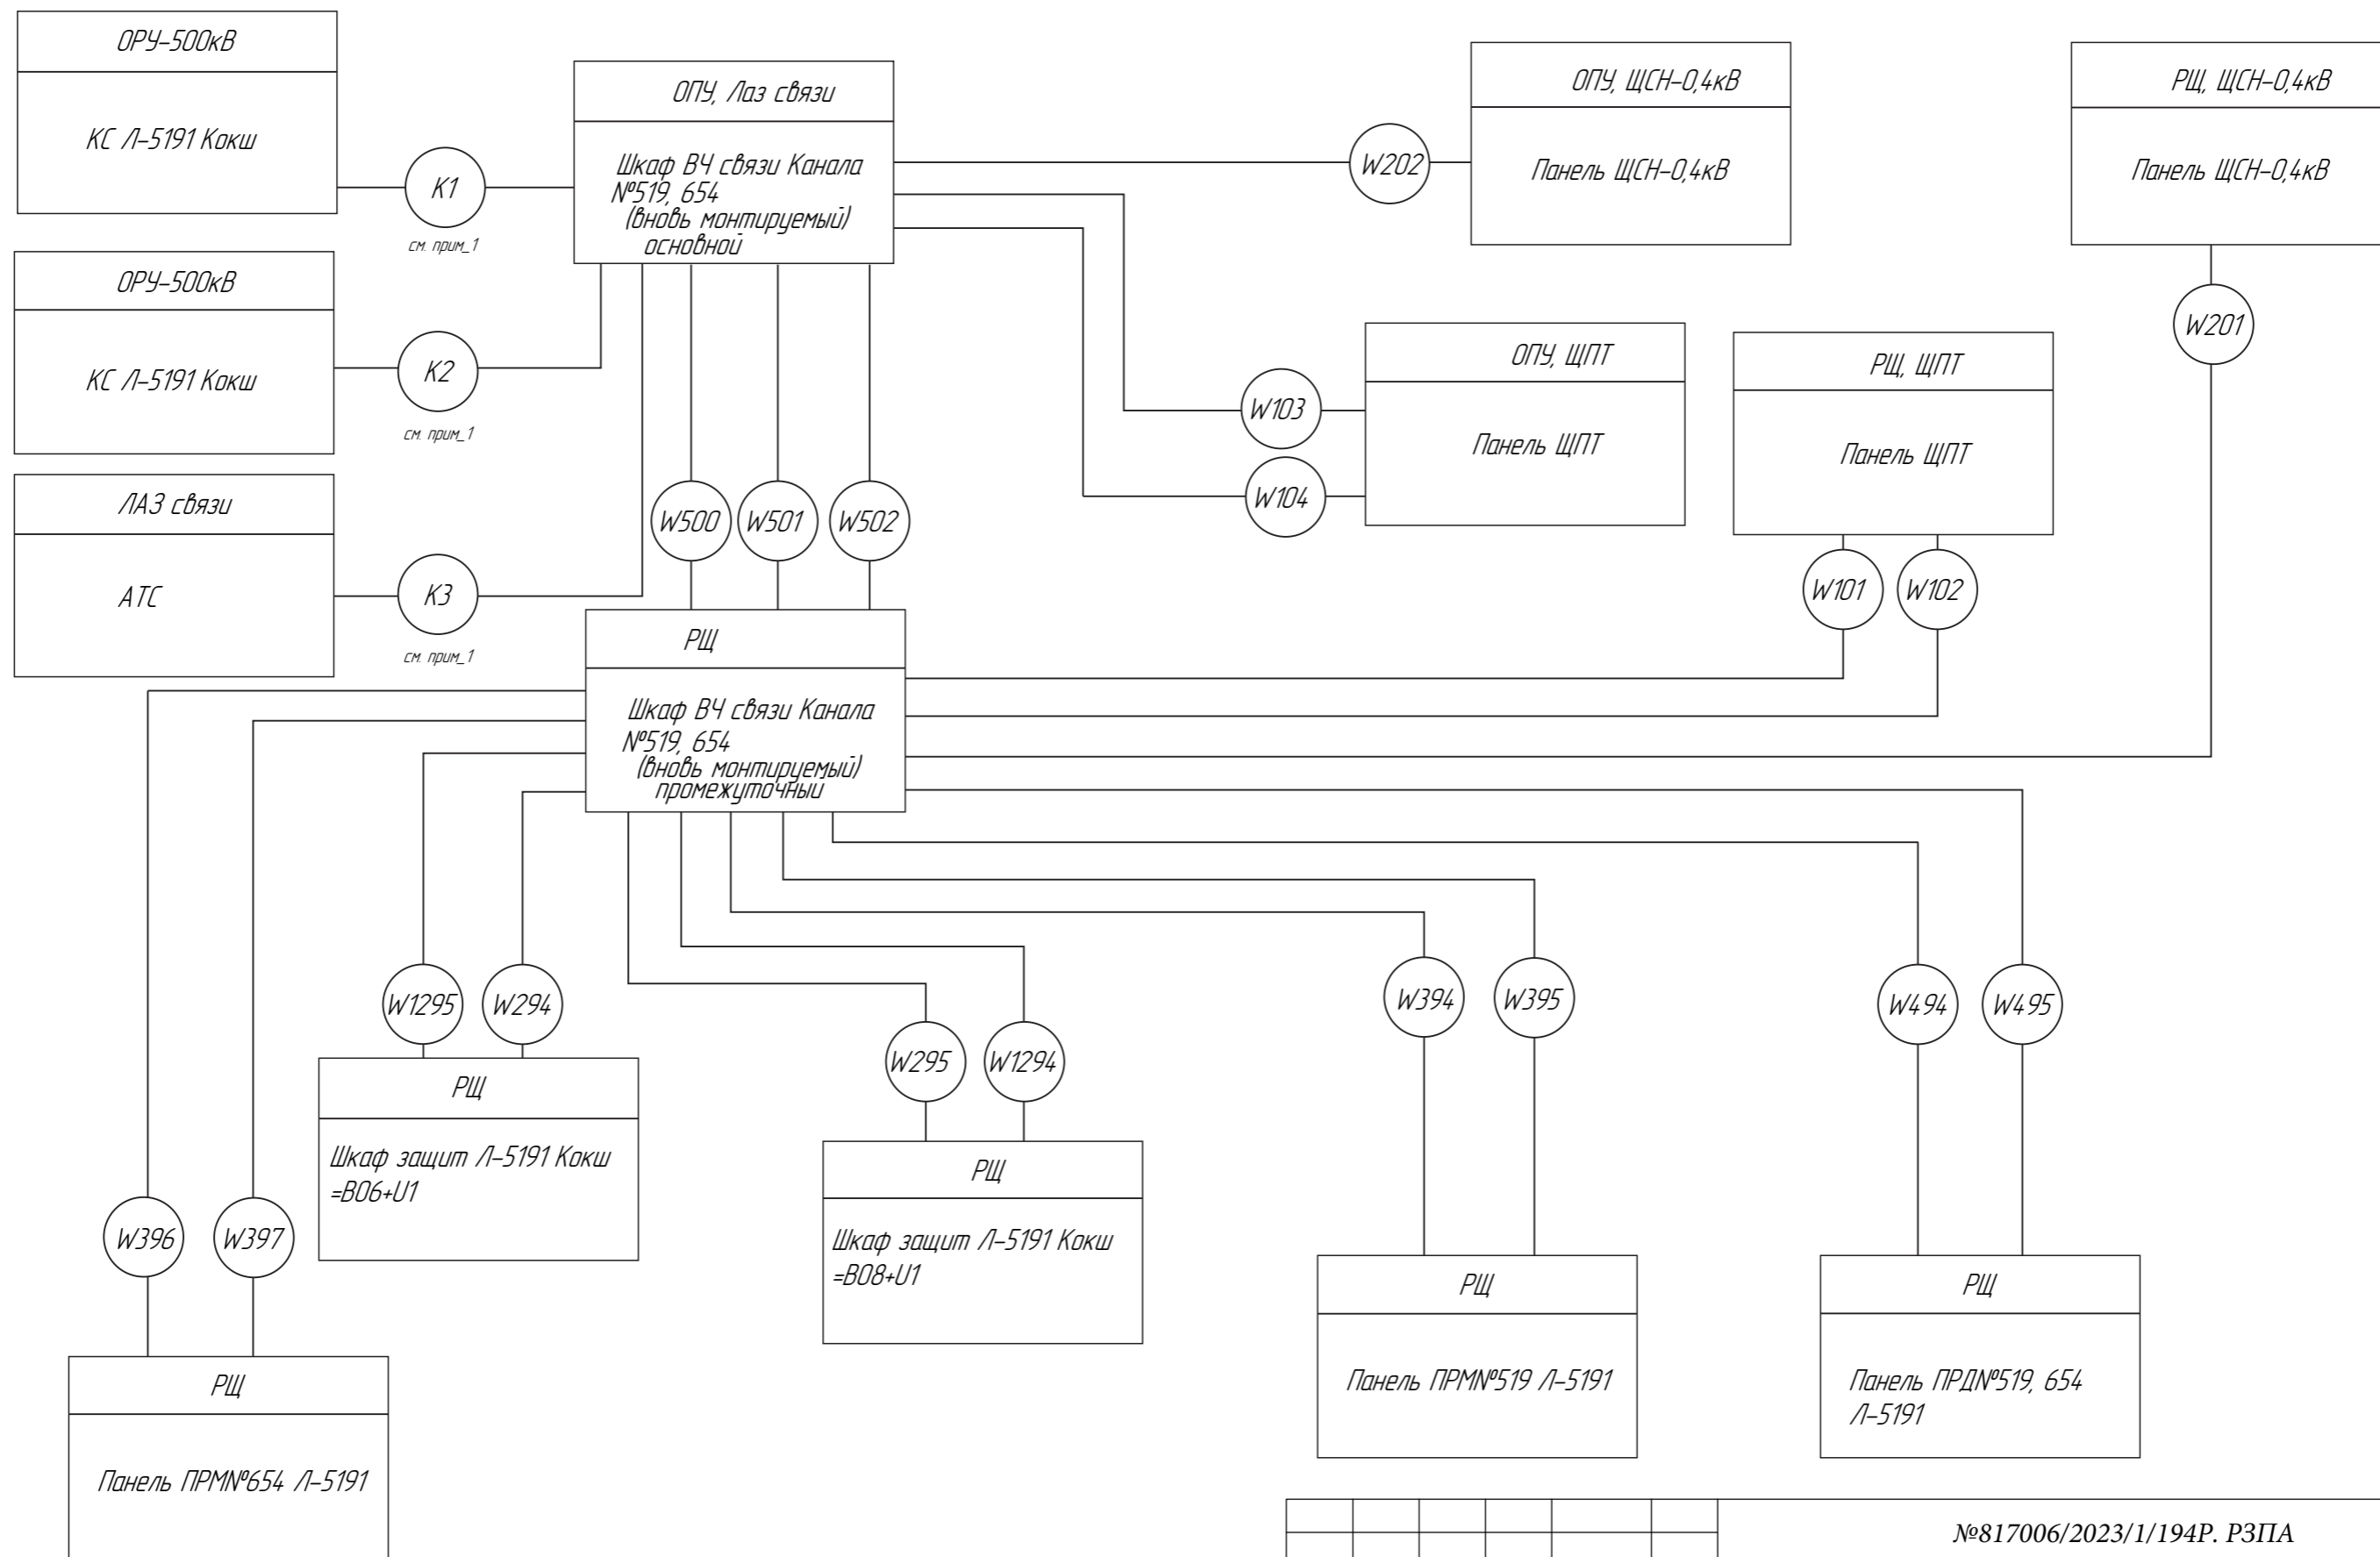 ОРУ-500кВ
КС Л-5191 Кокш
К1
см. прим_1
ОПУ, Лаз связи
Шкаф ВЧ связи Канала
№519, 654
(вновь монтируемый)
основной
W202
ОПУ, ЩСН-0,4кВ
Панель ЩСН-0,4кВ
РЩ, ЩСН-0,4кВ
Панель ЩСН-0,4кВ
W201
ОРУ-500кВ
КС Л-5191 Кокш
К2
см. прим_1
W103
W104
ОПУ, ЩПТ
Панель ЩПТ
РЩ, ЩПТ
Панель ЩПТ
W101
W102
ЛАЗ связи
АТС
К3
см. прим_1
W500
W501
W502
РЩ
Шкаф ВЧ связи Канала
№519, 654
(вновь монтируемый)
промежуточный
W1295
W294
РЩ
Шкаф защит Л-5191 Кокш
=B06+U1
W295
W1294
РЩ
Шкаф защит Л-5191 Кокш
=B08+U1
W394
W395
РЩ
Панель ПРМ№519 Л-5191
W494
W495
РЩ
Панель ПРД№519, 654
Л-5191
W396
W397
РЩ
Панель ПРМ№654 Л-5191
№817006/2023/1/194Р. РЗПА